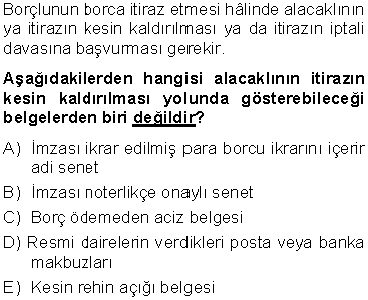 Borçlunun borca itiraz etmesi hâlinde alacaklının
ya itirazın kesin kaldırılması ya da itirazın iptali
davasına başvurması gerekir.
Aşağıdakilerden hangisi alacaklının itirazın
kesin kaldırılması yolunda gösterebileceği
belgelerden biri değildir?
A) İmzası ikrar edilmiş para borcu ikrarını içerir
adi senet
B) İmzası noterlikçe onaylı senet
C) Borç ödemeden aciz belgesi
D) Resmi dairelerin verdikleri posta veya banka
makbuzları
E) Kesin rehin açığı belgesi